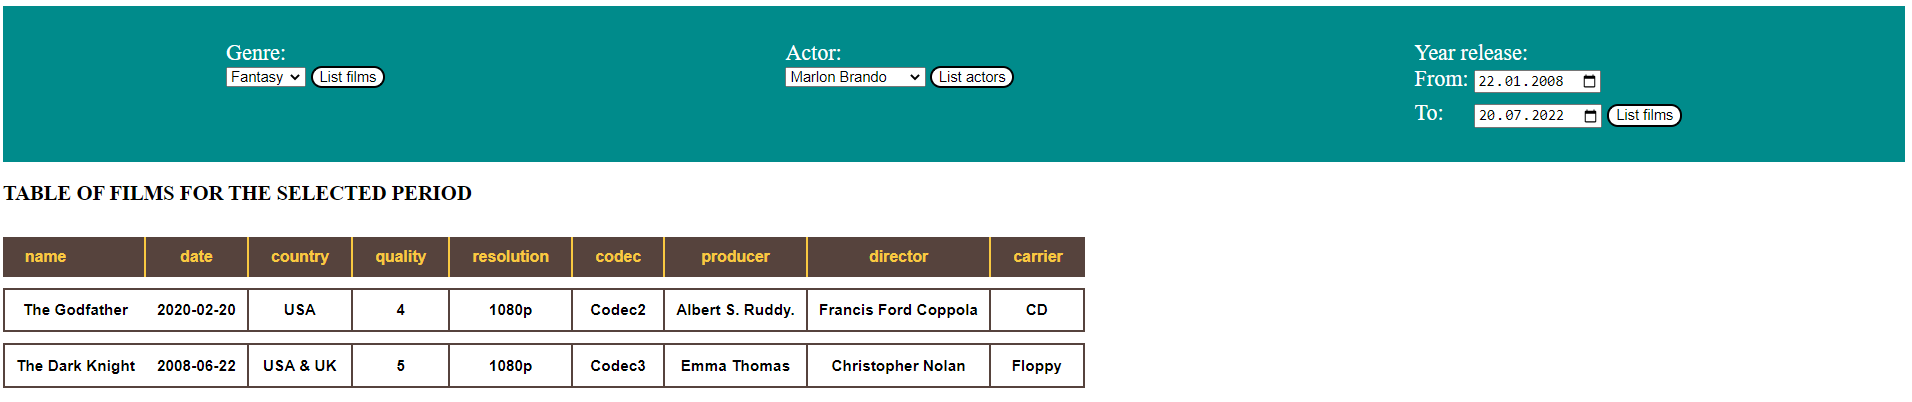 Genre:
Fantasy List films
Actor:
Marlon Brando List actors
Year release:
From: 22.01.2008
To: 20.07.2022 List films
TABLE OF FILMS FOR THE SELECTED PERIOD
name date country quality resolution codec producer director carrier
The Godfather 2020-02-20 USA 4 1080p Codec2 Albert S. Ruddy. Francis Ford Coppola CD
The Dark Knight 2008-06-22 USA & UK 5 1080p Codec3 Emma Thomas Christopher Nolan Floppy